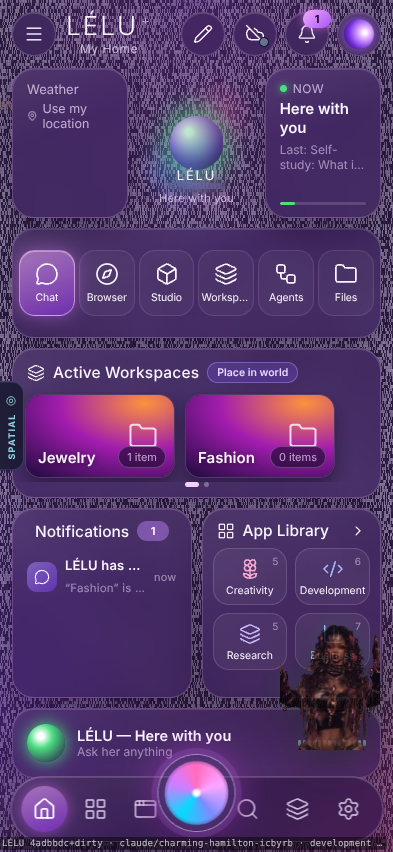 LÉLU
My Home
1
Weather
Use my
location
LÉLU
Here with you
NOW
Here with
you
Last: Self-
study: What i...
Chat
Browser
Studio
Worksp...
Agents
Files
Active Workspaces
Place in world
SPATIAL
Jewelry
1 item
Fashion
0 items
Notifications
1
LÉLU has ...
"Fashion" is ...
now
App Library
5
Creativity
6
Development
5
Research
7
LÉLU — Here with you
Ask her anything
LÉLU 4adbbdc+dirty · claude/charming-hamilton-icbyrb · development …